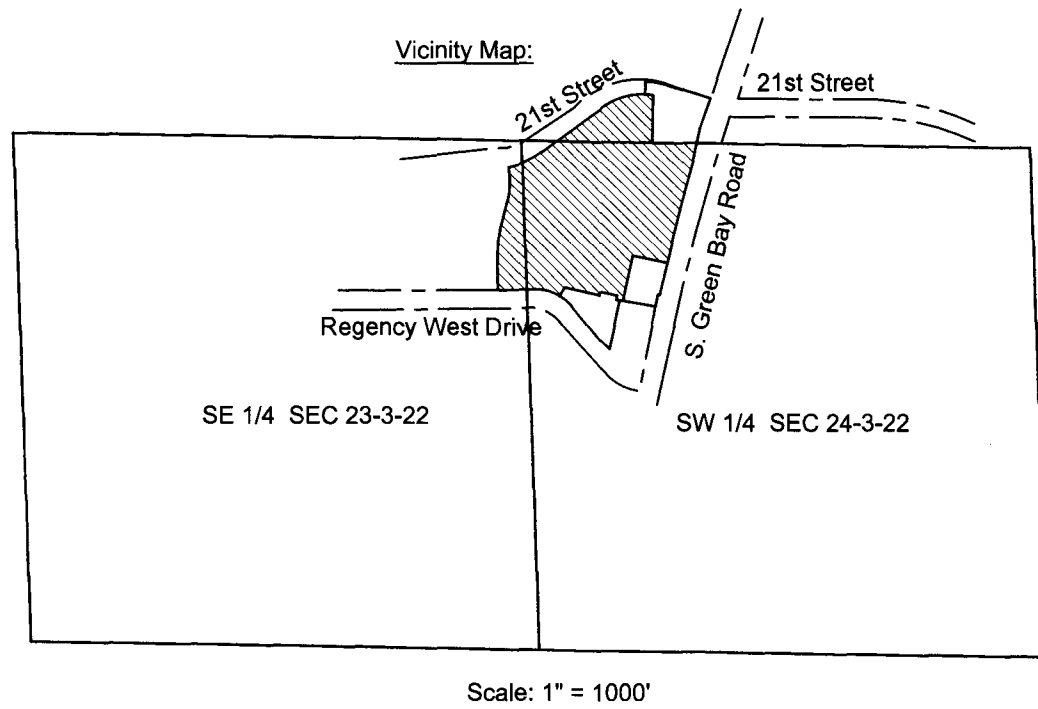 Vicinity Map:
21st Street
21st Street
S. Green Bay Road
Regency West Drive
SE 1/4 SEC 23-3-22
SW 1/4 SEC 24-3-22
Scale: 1" = 1000'